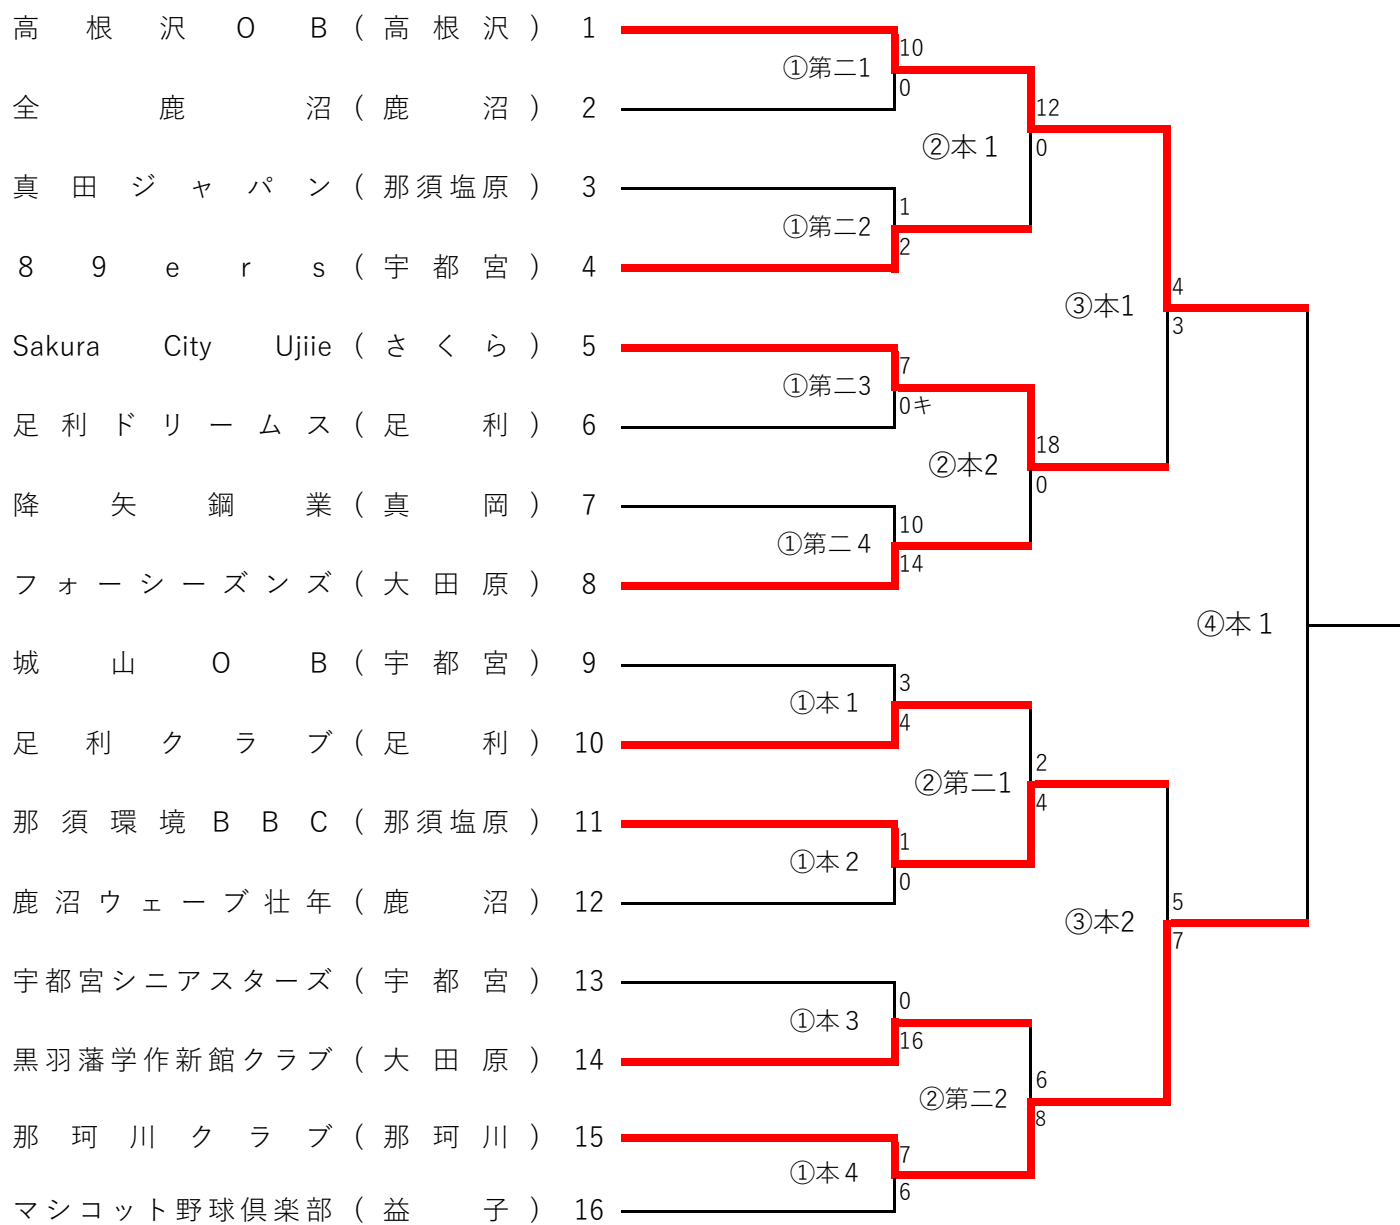 高根沢OB（高根沢） 1
10
①第二1
0
全鹿沼（鹿沼） 2
12
②本１
0
真田ジャパン（那須塩原） 3
1
①第二2
2
89ers（宇都宮） 4
4
③本1
3
Sakura City Ujiie（さくら） 5
7
①第二3
0キ
足利ドリームス（足利） 6
18
②本2
0
降矢鋼業（真岡） 7
10
①第二４
14
フォーシーズンズ（大田原） 8
④本１
城山OB（宇都宮） 9
3
①本１
4
足利クラブ（足利） 10
2
②第二1
4
那須環境BBC（那須塩原） 11
1
①本２
0
鹿沼ウェーブ壮年（鹿沼） 12
5
③本2
7
宇都宮シニアスターズ（宇都宮） 13
0
①本３
16
黒羽藩学作新館クラブ（大田原） 14
6
②第二2
8
那珂川クラブ（那珂川） 15
7
①本４
6
マシコット野球倶楽部（益子） 16